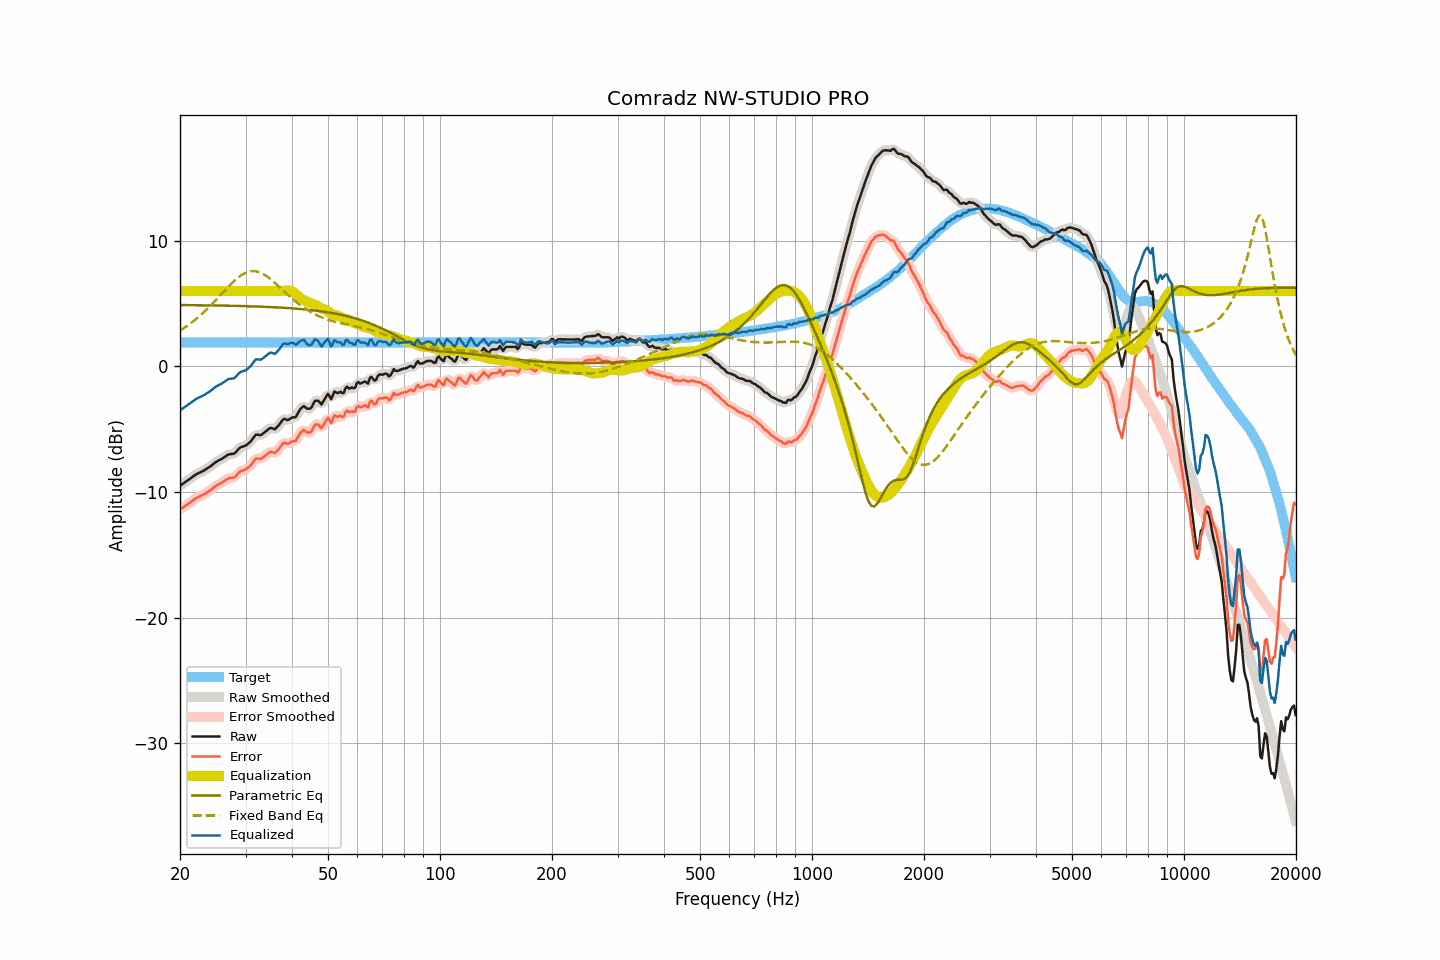 Comradz NW-STUDIO PRO
Amplitude (dBr)
10
0
−10
−20
−30
Target
Raw Smoothed
Error Smoothed
Raw
Error
Equalization
Parametric Eq
Fixed Band Eq
Equalized
20 50 100 200 500 1000 2000 5000 10000 20000
Frequency (Hz)